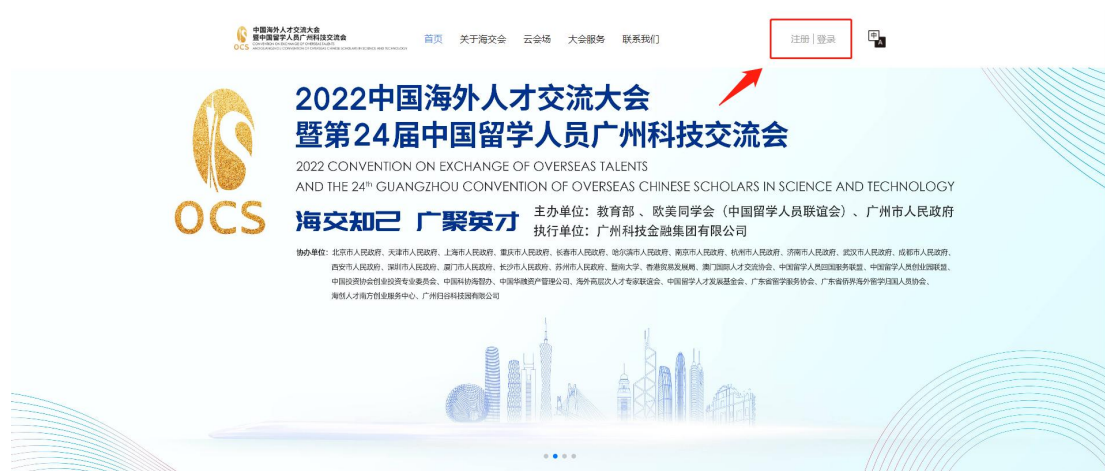 中国海外人才交流大会
暨中国留学人员广州科技交流会
OCS
首页 关于海交会 云会场 大会服务 联系我们
注册 | 登录
中 A
OCS
2022中国海外人才交流大会
暨第24届中国留学人员广州科技交流会
2022 CONVENTION ON EXCHANGE OF OVERSEAS TALENTS
AND THE 24th GUANGZHOU CONVENTION OF OVERSEAS CHINESE SCHOLARS IN SCIENCE AND TECHNOLOGY
海交知己 广聚英才
主办单位：教育部 、欧美同学会（中国留学人员联谊会）、广州市人民政府
执行单位：广州科技金融集团有限公司
协办单位：北京市人民政府、天津市人民政府、上海市人民政府、重庆市人民政府、长春市人民政府、哈尔滨市人民政府、南京市人民政府、杭州市人民政府、济南市人民政府、武汉市人民政府、成都市人民政府、
西安市人民政府、深圳市人民政府、厦门市人民政府、长沙市人民政府、苏州市人民政府、暨南大学、香港贸易发展局、澳门国际人才交流协会、中国留学人员回国服务联盟、中国留学人员创业园联盟、
中国投资协会创业投资专业委员会、中国科协海智办、中国华融资产管理公司、海外高层次人才专家联谊会、中国留学人才发展基金会、广东省留学服务协会、广东省侨界海外留学归国人员协会、
海创人才南方创业服务中心、广州归谷科技园有限公司